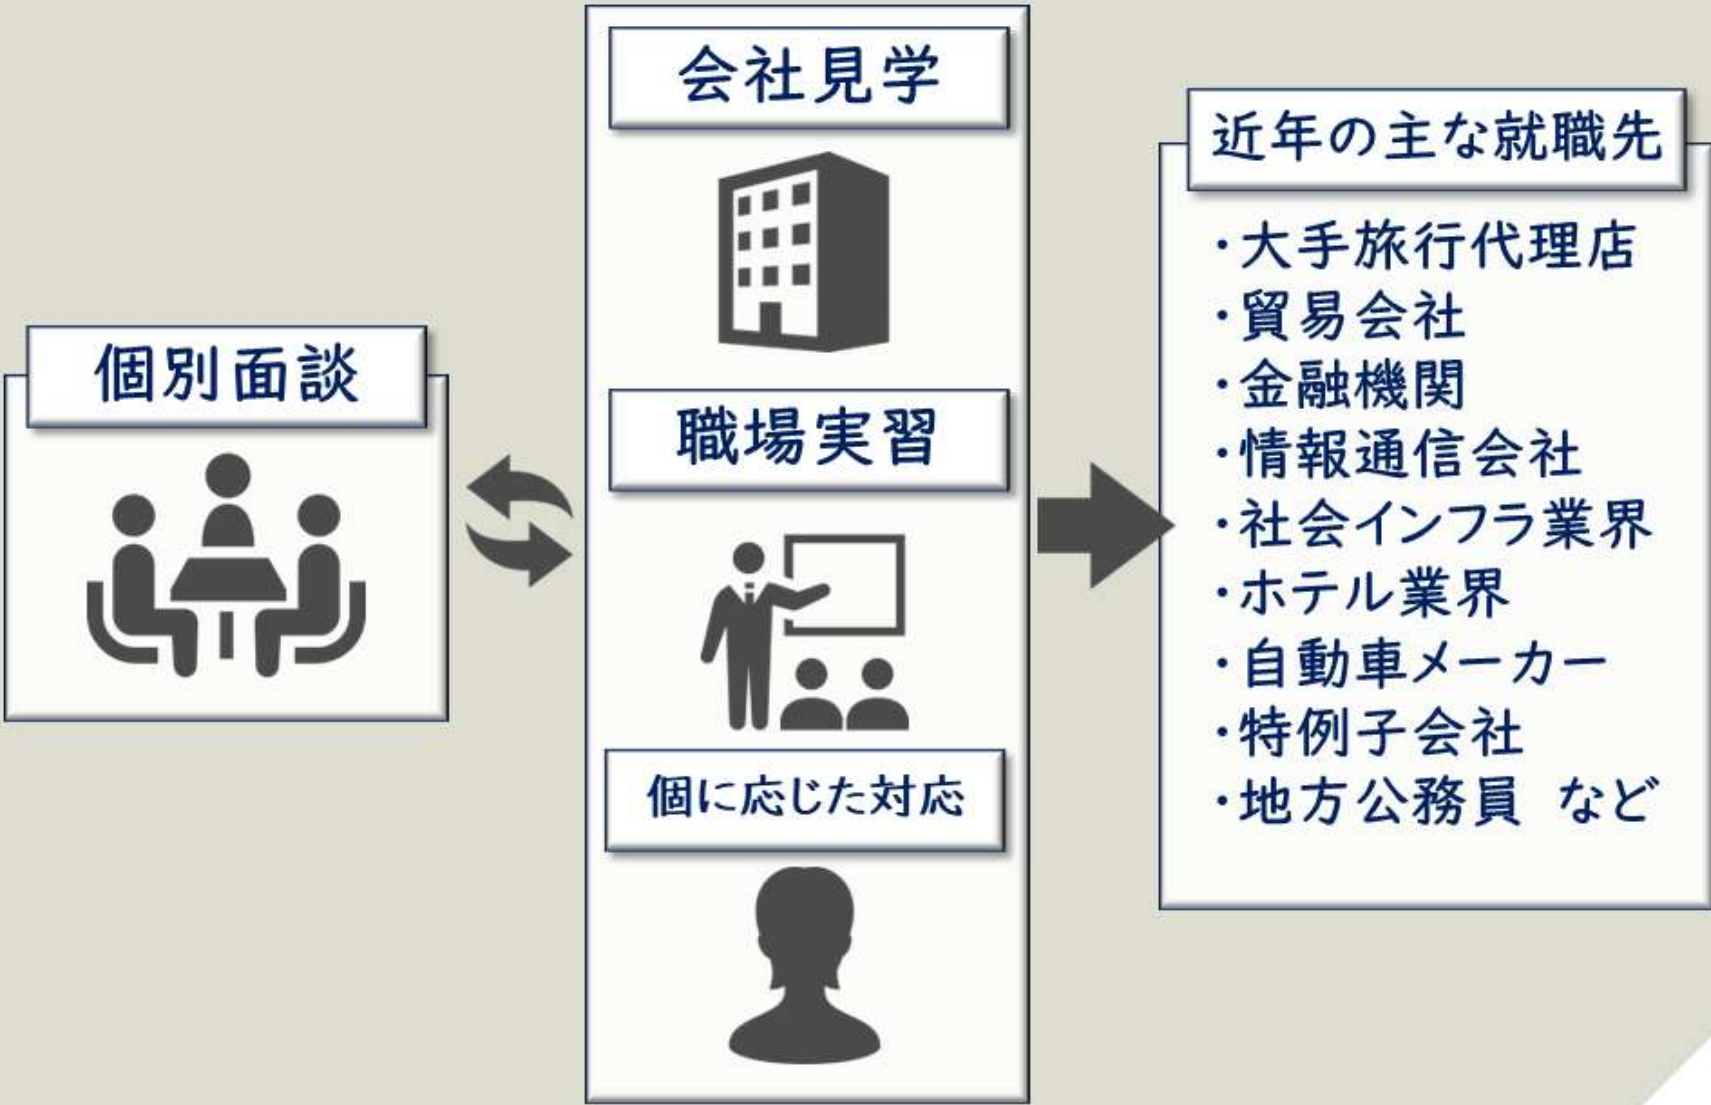 個別面談
会社見学
職場実習
個に応じた対応
近年の主な就職先
・大手旅行代理店
・貿易会社
・金融機関
・情報通信会社
・社会インフラ業界
・ホテル業界
・自動車メーカー
・特例子会社
・地方公務員 など